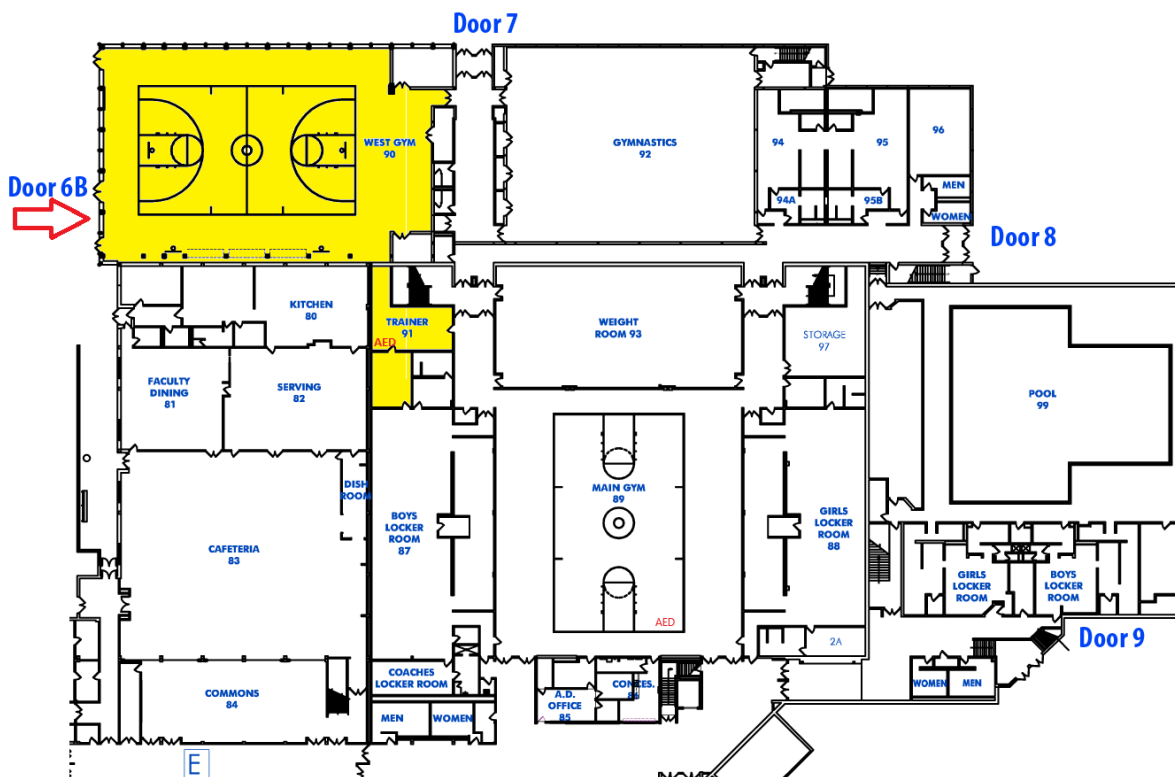 Door 7
WEST GYM
90
GYMNASTICS
92
94
95
96
94A
95B
MEN
WOMEN
Door 6B
Door 8
KITCHEN
80
TRAINER
91
AED
WEIGHT
ROOM 93
STORAGE
97
FACULTY
DINING
81
SERVING
82
POOL
99
DISH
ROOM
CAFETERIA
83
BOYS
LOCKER
ROOM
87
MAIN GYM
89
GIRLS
LOCKER
ROOM
88
GIRLS
LOCKER
ROOM
BOYS
LOCKER
ROOM
AED
2A
Door 9
COMMONS
84
COACHES
LOCKER ROOM
MEN
WOMEN
A.D.
OFFICE
85
CONCES.
86
WOMEN
MEN
E